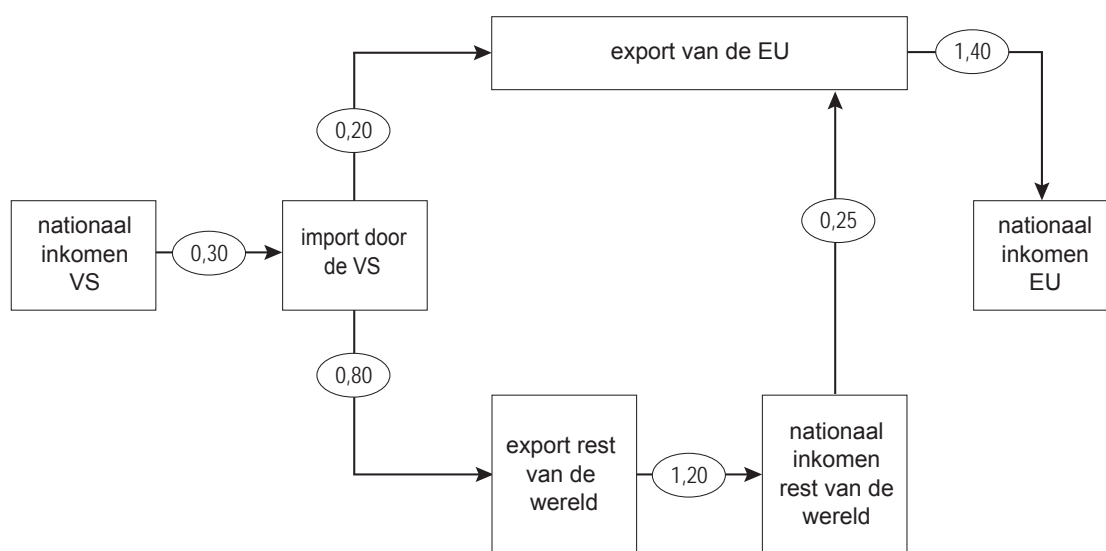 export van de EU
1,40
0,20
nationaal
inkomen
VS
0,30
import door
de VS
0,25
nationaal
inkomen
EU
0,80
export rest
van de
wereld
1,20
nationaal
inkomen
rest van de
wereld